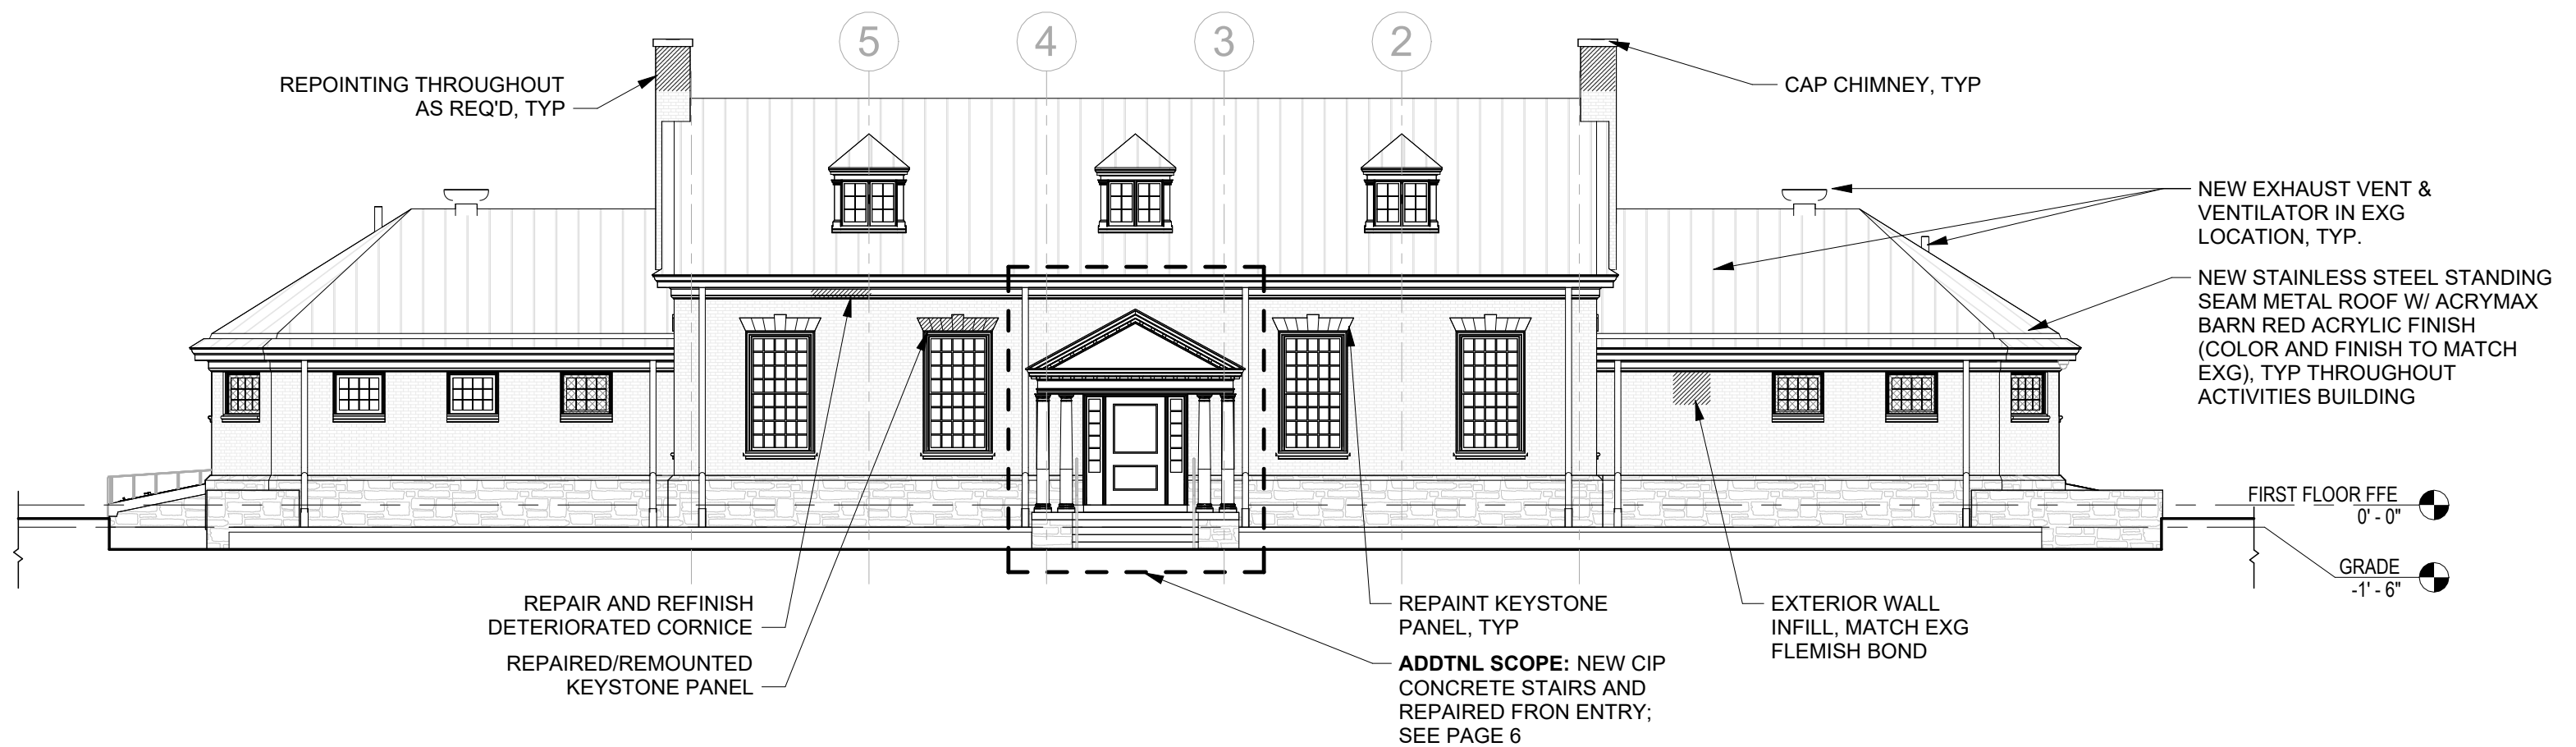 5
4
3
2
REPOINTING THROUGHOUT
AS REQ'D, TYP
CAP CHIMNEY, TYP
NEW EXHAUST VENT &
VENTILATOR IN EXG
LOCATION, TYP.
NEW STAINLESS STEEL STANDING
SEAM METAL ROOF W/ ACRYMAX
BARN RED ACRYLIC FINISH
(COLOR AND FINISH TO MATCH
EXG), TYP THROUGHOUT
ACTIVITIES BUILDING
FIRST FLOOR FFE
0' - 0"
GRADE
-1' - 6"
REPAIR AND REFINISH
DETERIORATED CORNICE
REPAIRED/REMOUNTED
KEYSTONE PANEL
REPAINT KEYSTONE
PANEL, TYP
ADDTNL SCOPE: NEW CIP
CONCRETE STAIRS AND
REPAIRED FRON ENTRY;
SEE PAGE 6
EXTERIOR WALL
INFILL, MATCH EXG
FLEMISH BOND